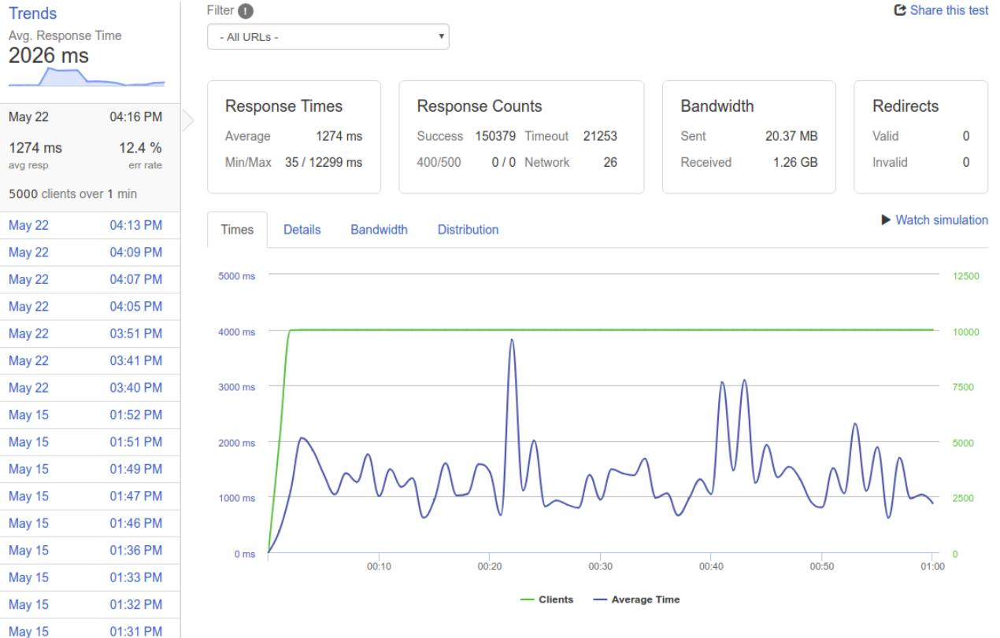 Trends
Avg. Response Time
2026 ms
May 22 04:16 PM
1274 ms 12.4 %
avg resp err rate
5000 clients over 1 min
May 22 04:13 PM
May 22 04:09 PM
May 22 04:07 PM
May 22 04:05 PM
May 22 03:51 PM
May 22 03:41 PM
May 22 03:40 PM
May 15 01:52 PM
May 15 01:51 PM
May 15 01:49 PM
May 15 01:47 PM
May 15 01:46 PM
May 15 01:36 PM
May 15 01:33 PM
May 15 01:32 PM
May 15 01:31 PM
Filter !
Share this test
- All URLs -
Response Times
Average 1274 ms
Min/Max 35 / 12299 ms
Response Counts
Success 150379 Timeout 21253
400/500 0 / 0 Network 26
Bandwidth
Sent 20.37 MB
Received 1.26 GB
Redirects
Valid 0
Invalid 0
Times Details Bandwidth Distribution
Watch simulation
5000 ms 12500
4000 ms 10000
3000 ms 7500
2000 ms 5000
1000 ms 2500
0 ms 0
00:10 00:20 00:30 00:40 00:50 01:00
Clients Average Time